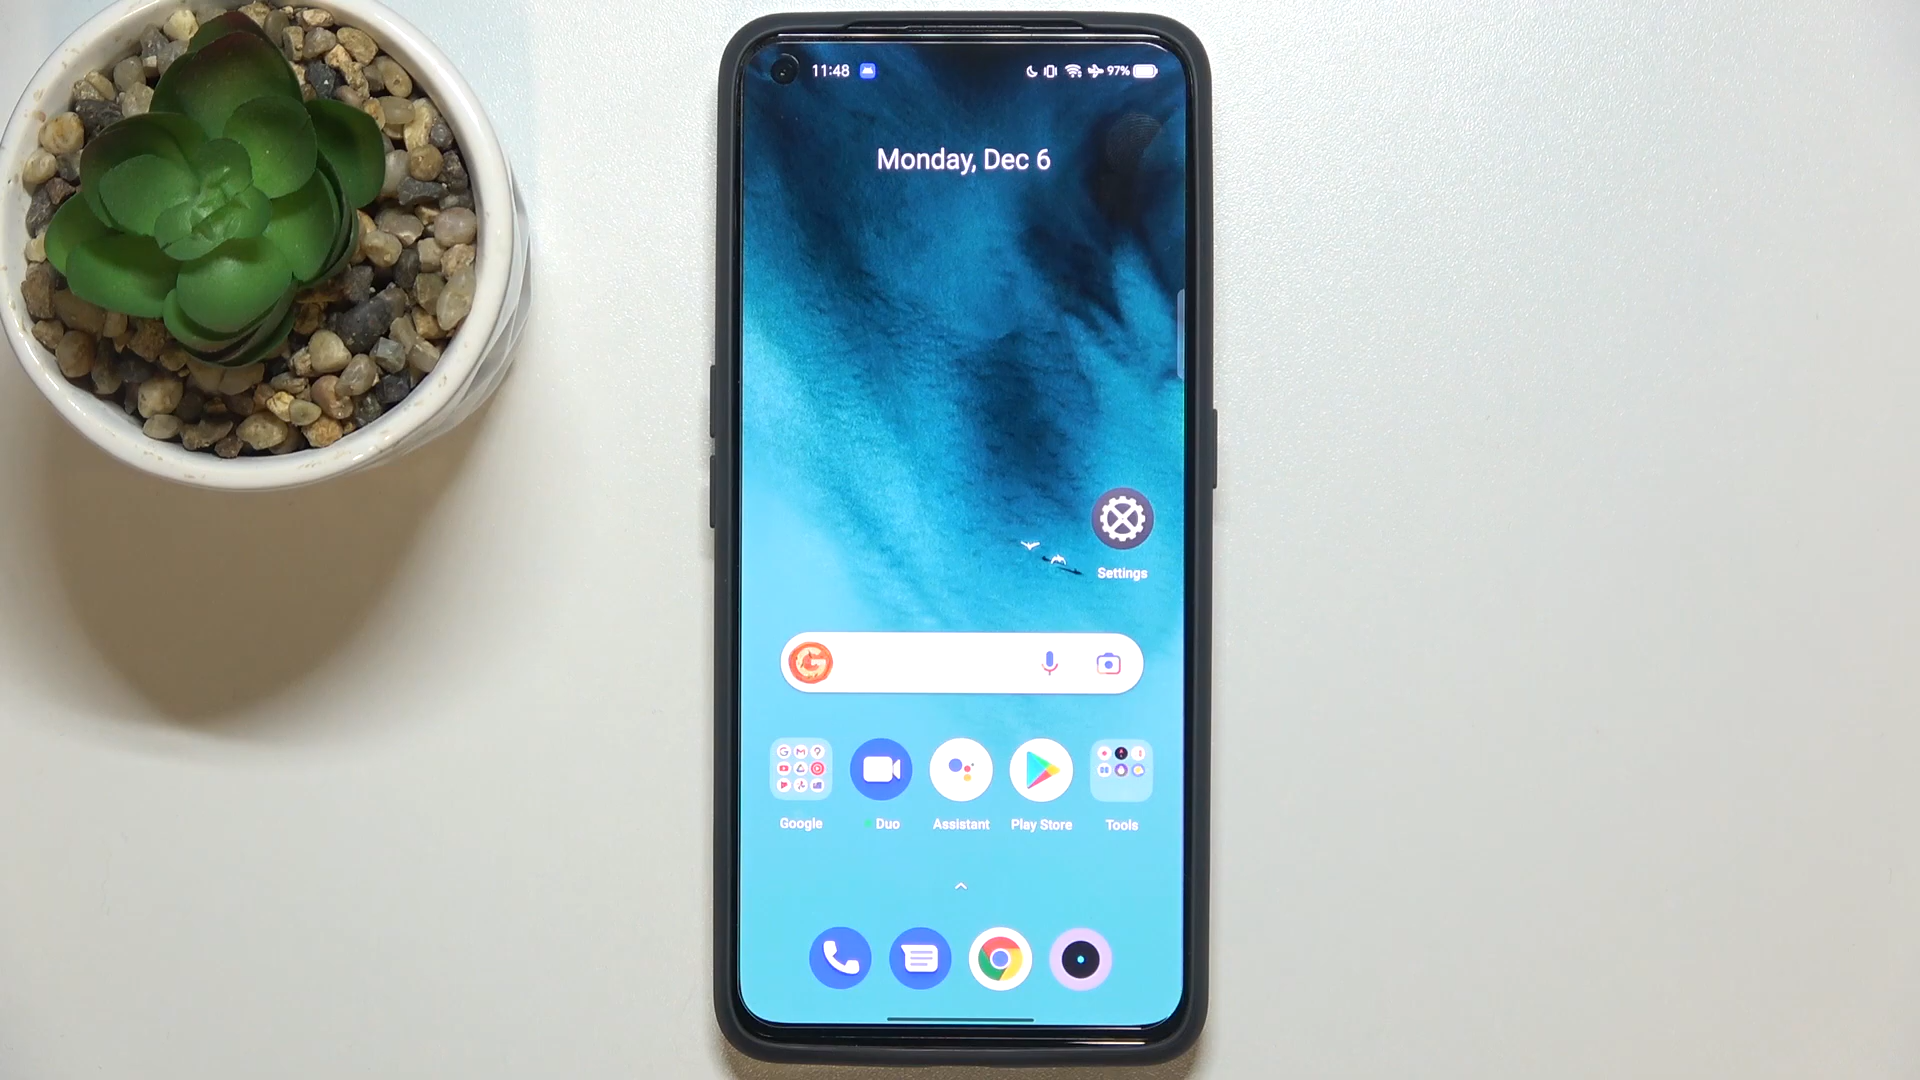 11:48
97%
Monday, Dec 6
Settings
G
Google
Duo
Assistant
Play Store
Tools